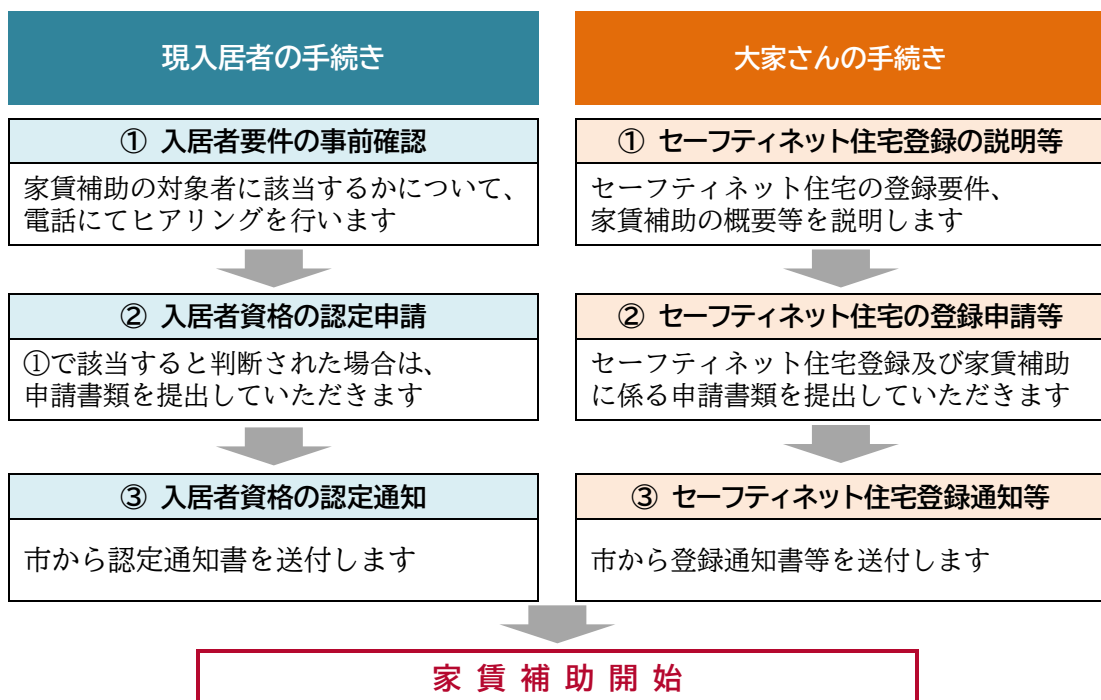 現入居者の手続き
① 入居者要件の事前確認
家賃補助の対象者に該当するかについて、
電話にてヒアリングを行います
② 入居者資格の認定申請
①で該当すると判断された場合は、
申請書類を提出していただきます
③ 入居者資格の認定通知
市から認定通知書を送付します
大家さんの手続き
① セーフティネット住宅登録の説明等
セーフティネット住宅の登録要件、
家賃補助の概要等を説明します
② セーフティネット住宅の登録申請等
セーフティネット住宅登録及び家賃補助
に係る申請書類を提出していただきます
③ セーフティネット住宅登録通知等
市から登録通知書等を送付します
家賃補助開始